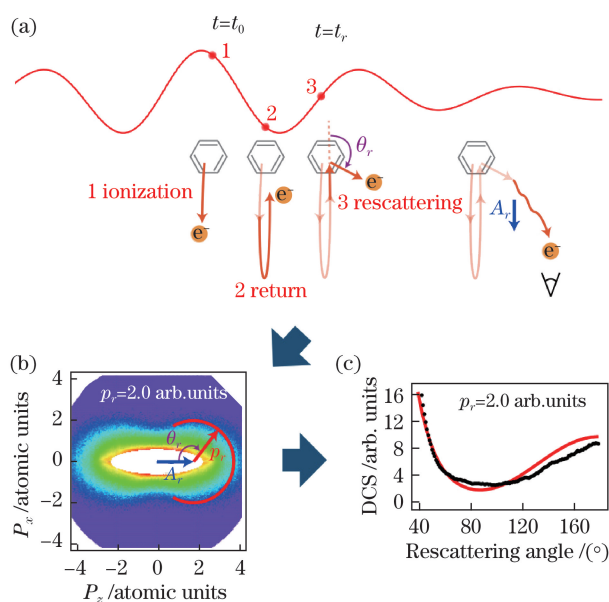 (a)
t=t₀
t=tᵣ
1
2
3
θᵣ
1 ionization
e⁻
e⁻
e⁻
3 rescattering
Aᵣ
e⁻
2 return
(b)
pᵣ=2.0 arb.units
θᵣ
pᵣ
Aᵣ
Pₓ /atomic units
4
2
0
−2
−4
−4 −2 0 2 4
P_z /atomic units
(c)
pᵣ=2.0 arb.units
DCS /arb. units
16
12
8
4
0
40 80 120 160
Rescattering angle /(°)